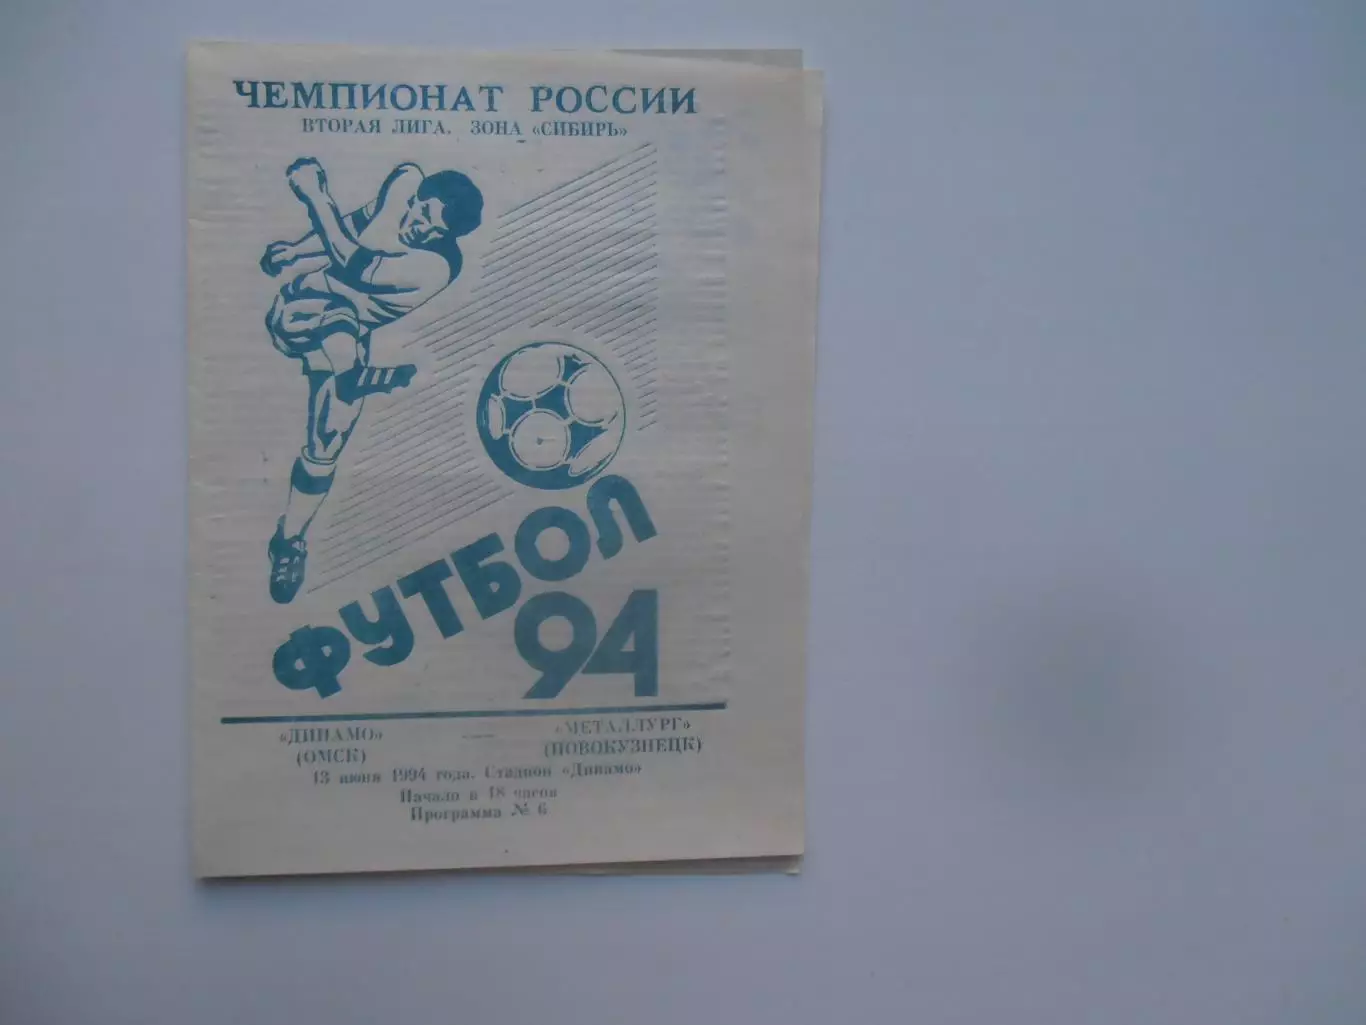 ЧЕМПИОНАТ РОССИИ
ВТОРАЯ ЛИГА. ЗОНА «СИБИРЬ»
ФУТБОЛ
94
«ДИНАМО» — «МЕТАЛЛУРГ»
(ОМСК) (НОВОКУЗНЕЦК)
13 июня 1994 года. Стадион «Динамо»
Начало в 18 часов
Программа № 6